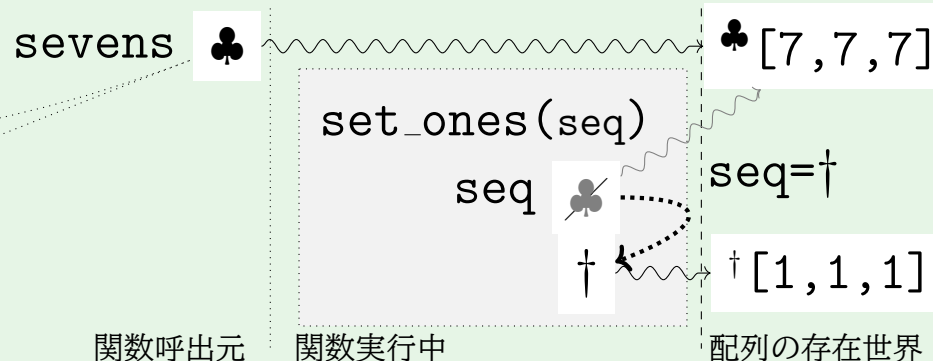 sevens ♣ ♣[7,7,7]
set_ones(seq)
seq ♣ seq=†
† †[1,1,1]
関数呼出元 関数実行中 配列の存在世界